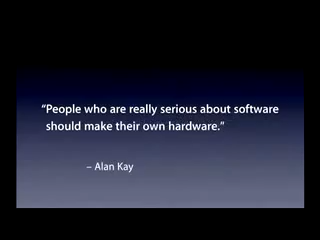 “People who are really serious about software
should make their own hardware.”
– Alan Kay